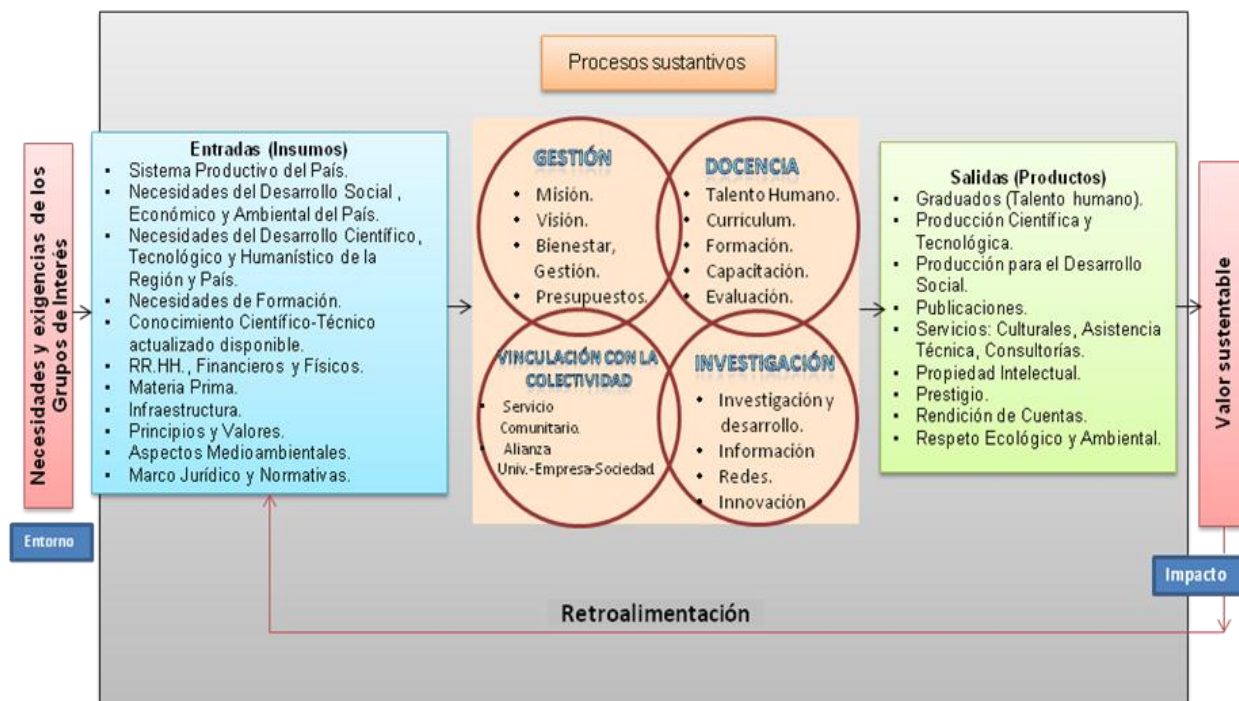 Procesos sustantivos
Necesidades y exigencias de los
Grupos de Interés
Entorno
Entradas (Insumos)
• Sistema Productivo del País.
• Necesidades del Desarrollo Social ,
Económico y Ambiental del País.
• Necesidades del Desarrollo Científico,
Tecnológico y Humanístico de la
Región y País.
• Necesidades de Formación.
• Conocimiento Científico-Técnico
actualizado disponible.
• RR.HH., Financieros y Físicos.
• Materia Prima.
• Infraestructura.
• Principios y Valores.
• Aspectos Medioambientales.
• Marco Jurídico y Normativas.
GESTIÓN
• Misión.
• Visión.
• Bienestar,
Gestión.
• Presupuestos.
DOCENCIA
• Talento Humano.
• Currículum.
• Formación.
• Capacitación.
• Evaluación.
VINCULACIÓN CON LA
COLECTIVIDAD
• Servicio
Comunitario.
• Alianza
Univ.-Empresa-Sociedad.
INVESTIGACIÓN
• Investigación y
desarrollo.
• Información
• Redes.
• Innovación
Salidas (Productos)
• Graduados (Talento humano).
• Producción Científica y
Tecnológica.
• Producción para el Desarrollo
Social.
• Publicaciones.
• Servicios: Culturales, Asistencia
Técnica, Consultorías.
• Propiedad Intelectual.
• Prestigio.
• Rendición de Cuentas.
• Respeto Ecológico y Ambiental.
Valor sustentable
Impacto
Retroalimentación